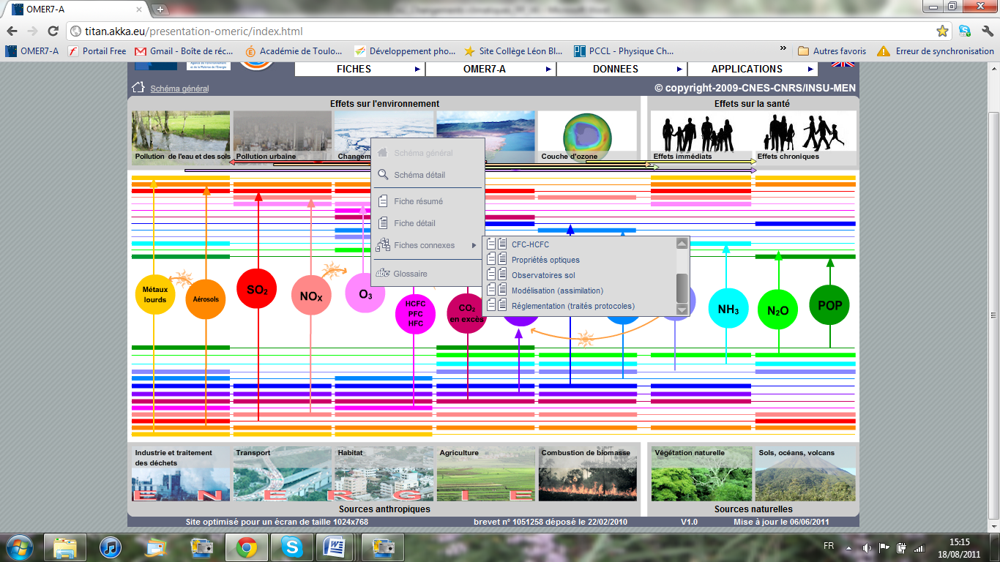 OMER7-A
titan.akka.eu/presentation-omeric/index.html
OMER7-A
Portail Free
Gmail - Boîte de réc...
Académie de Toulo...
Développement pho...
Site Collège Léon Bl...
PCCL - Physique Ch...
»
Autres favoris
Erreur de synchronisation
FICHES
OMER7-A
DONNEES
APPLICATIONS
Schéma général
© copyright-2009-CNES-CNRS/INSU-MEN
Effets sur l'environnement
Effets sur la santé
Pollution de l'eau et des sols
Pollution urbaine
Changem
Couche d'ozone
Effets immédiats
Effets chroniques
Schéma général
Schéma détail
Fiche résumé
Fiche détail
Fiches connexes
abc Glossaire
CFC-HCFC
Propriétés optiques
Observatoires sol
Modélisation (assimilation)
Réglementation (traités protocoles)
Métaux
lourds
Aérosols
SO2
NOx
O3
HCFC
PFC
HFC
CO2
en excès
NH3
N2O
POP
Industrie et traitement
des déchets
Transport
Habitat
Agriculture
Combustion de biomasse
Végétation naturelle
Sols, océans, volcans
E N E R G I E
Sources anthropiques
Sources naturelles
Site optimisé pour un écran de taille 1024x768
brevet n° 1051258 déposé le 22/02/2010
V1.0
Mise à jour le 06/06/2011
FR
15:15
18/08/2011